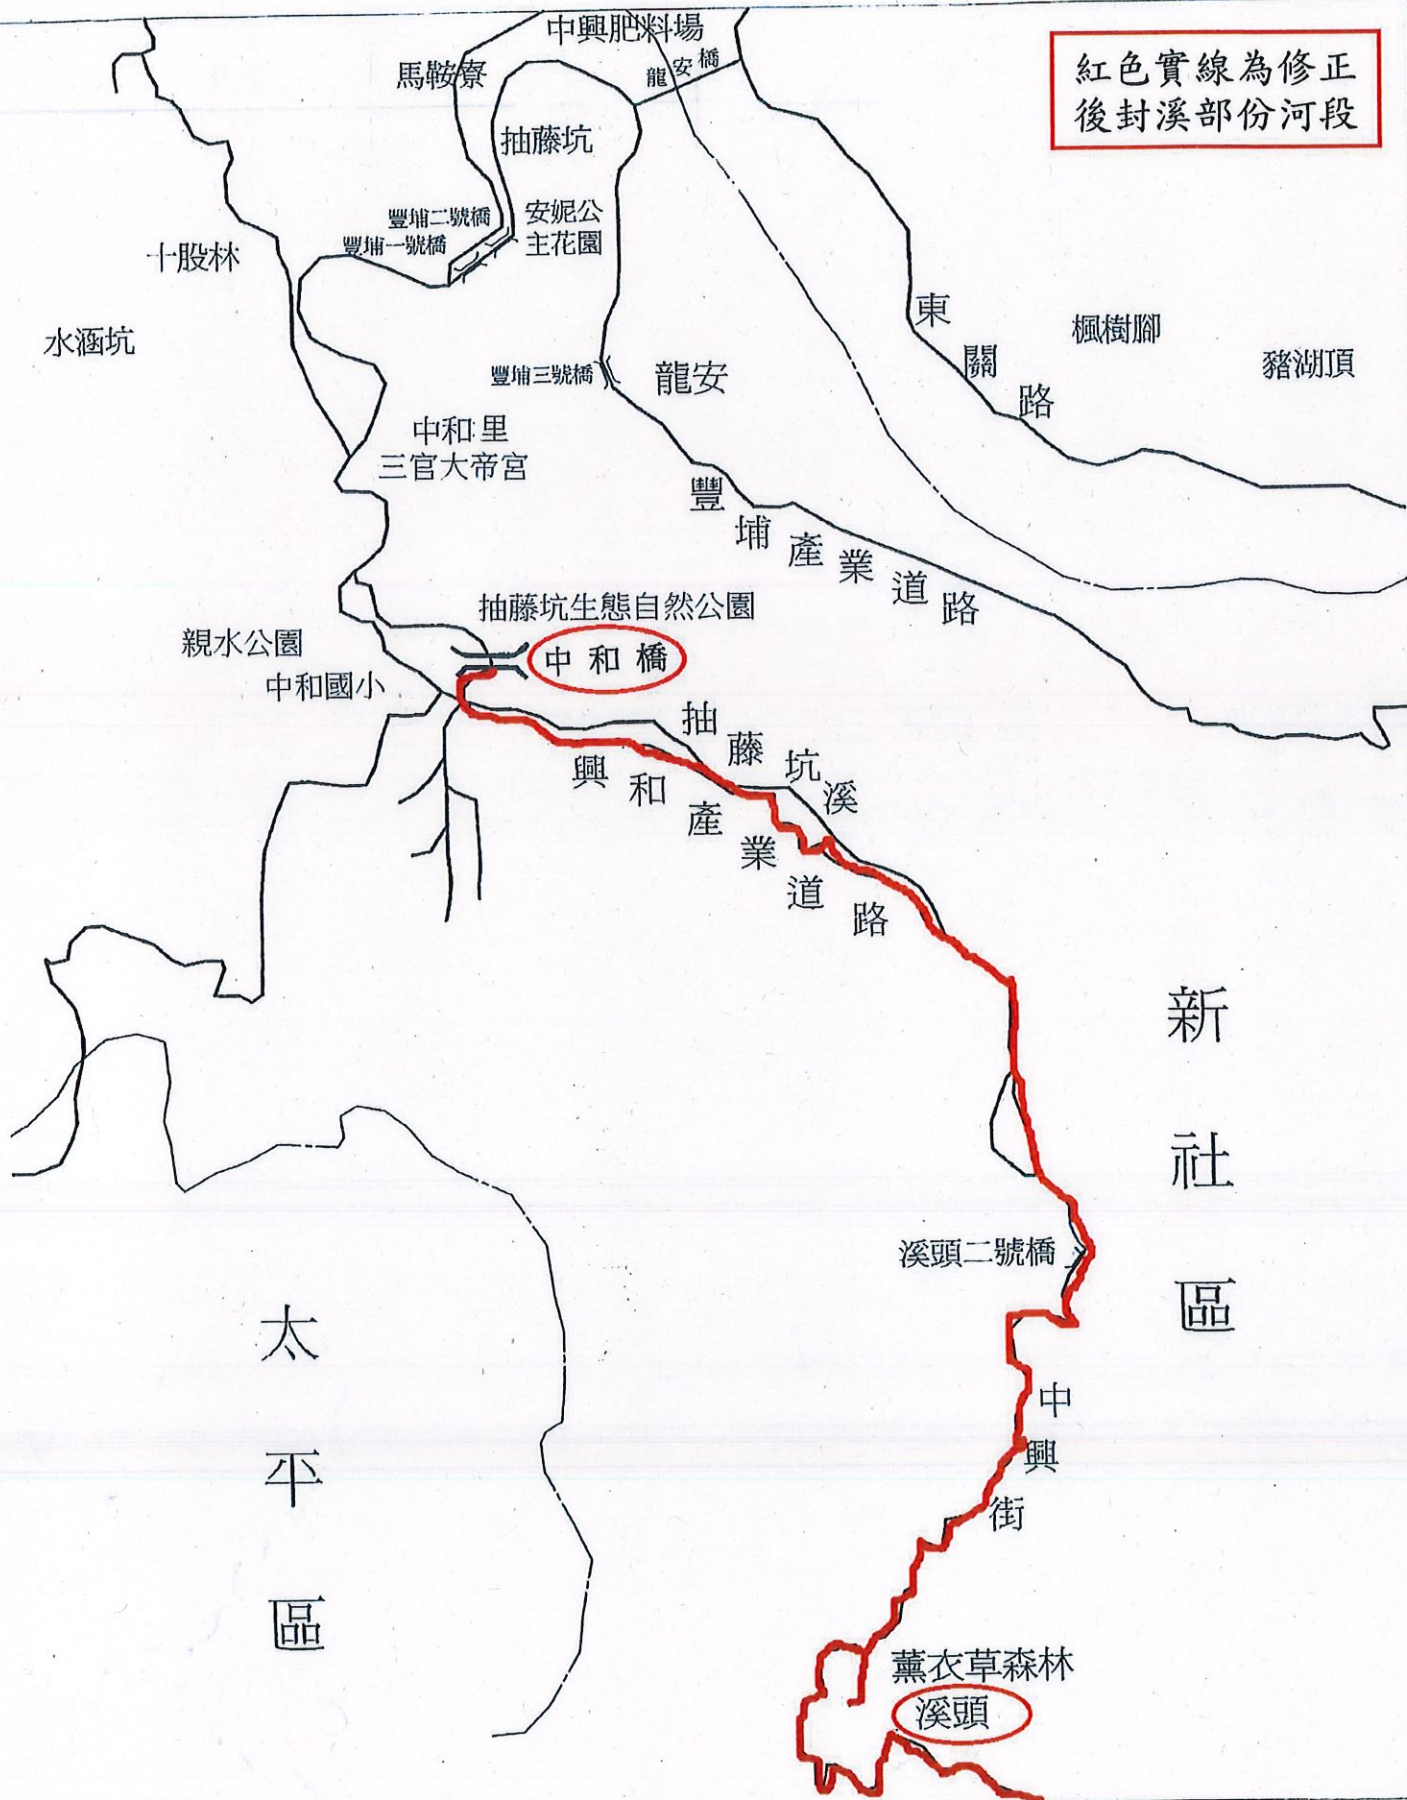 中興肥料場
紅色實線為修正
後封溪部份河段
馬鞍寮
龍安橋
抽藤坑
豐埔二號橋
豐埔一號橋
安妮公
主花園
十股林
水涵坑
東關路
楓樹腳
豬湖頂
豐埔三號橋
龍安
中和里
三官大帝宮
豐埔產業道路
抽藤坑生態自然公園
親水公園
中和橋
中和國小
抽藤坑溪
興和產業道路
新社區
溪頭二號橋
太平區
中興街
薰衣草森林
溪頭